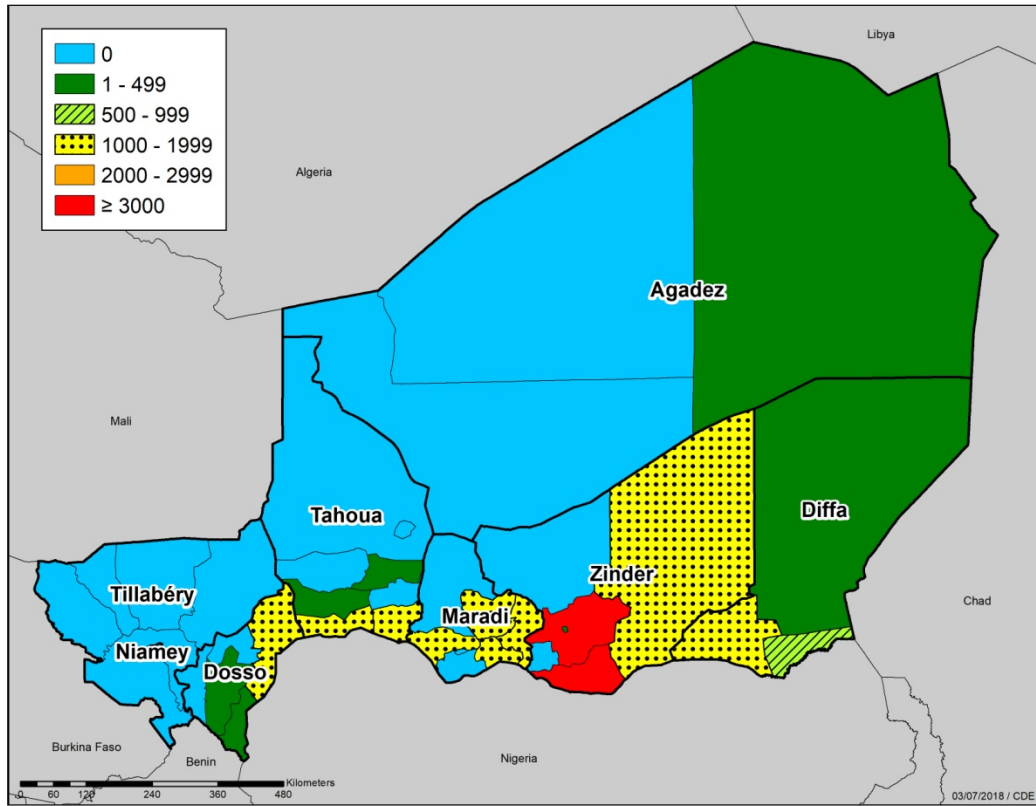 0
1 - 499
500 - 999
1000 - 1999
2000 - 2999
≥ 3000
Libya
Algeria
Agadez
Mali
Tahoua
Diffa
Zinder
Tillabéry
Chad
Maradi
Niamey
Dosso
Burkina Faso
Benin
Nigeria
Kilometers
0 60 120 240 360 480
03/07/2018 / CDE